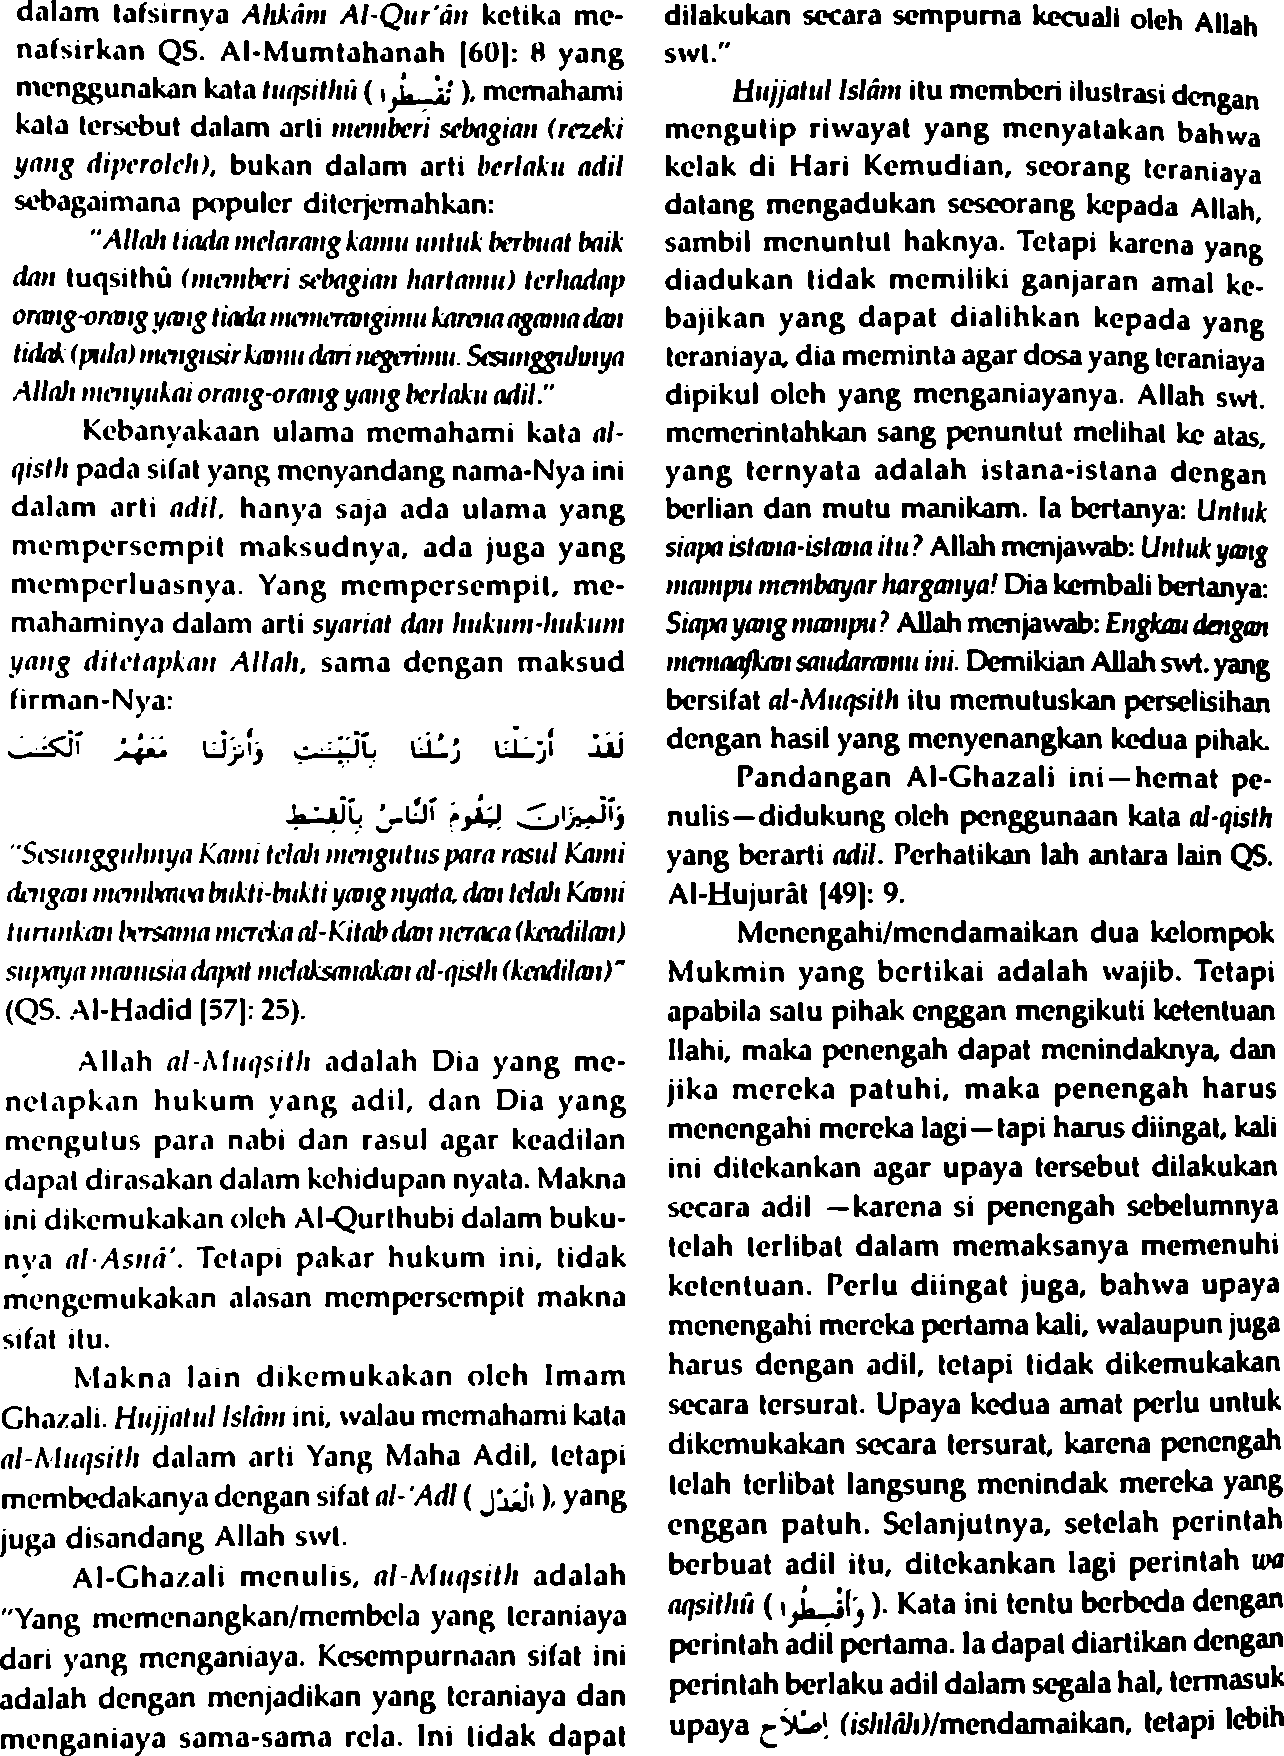 dalam tafsirnya Ahkâm Al-Qur'ân ketika me-
nafsirkan QS. Al-Mumtahanah [60]: 8 yang
menggunakan kata tuqsithû ( تُقْسِطُوا ), memahami
kata tersebut dalam arti memberi sebagian (rezeki
yang diperoleh), bukan dalam arti berlaku adil
sebagaimana populer diterjemahkan:
"Allah tiada melarang kamu untuk berbuat baik
dan tuqsithû (memberi sebagian hartamu) terhadap
orang-orang yang tiada memerangimu karena agama dan
tidak (pula) mengusir kamu dari negerimu. Sesungguhnya
Allah menyukai orang-orang yang berlaku adil."
Kebanyakaan ulama memahami kata al-
qisth pada sifat yang menyandang nama-Nya ini
dalam arti adil, hanya saja ada ulama yang
mempersempit maksudnya, ada juga yang
memperluasnya. Yang mempersempit, me-
mahaminya dalam arti syariat dan hukum-hukum
yang ditetapkan Allah, sama dengan maksud
firman-Nya:
لَقَدْ أَرْسَلْنَا رُسُلَنَا بِٱلْبَيِّنَـٰتِ وَأَنزَلْنَا مَعَهُمُ ٱلْكِتَـٰبَ
وَٱلْمِيزَانَ لِيَقُومَ ٱلنَّاسُ بِٱلْقِسْطِ
"Sesungguhnya Kami telah mengutus para rasul Kami
dengan membawa bukti-bukti yang nyata, dan telah Kami
turunkan bersama mereka al-Kitab dan neraca (keadilan)
supaya manusia dapat melaksanakan al-qisth (keadilan)"
(QS. Al-Hadid [57]: 25).
Allah al-Muqsith adalah Dia yang me-
netapkan hukum yang adil, dan Dia yang
mengutus para nabi dan rasul agar keadilan
dapat dirasakan dalam kehidupan nyata. Makna
ini dikemukakan oleh Al-Qurthubi dalam buku-
nya al-Asnâ'. Tetapi pakar hukum ini, tidak
mengemukakan alasan mempersempit makna
sifat itu.
Makna lain dikemukakan oleh Imam
Ghazali. Hujjatul Islâm ini, walau memahami kata
al-Muqsith dalam arti Yang Maha Adil, tetapi
membedakanya dengan sifat al-'Adl ( الْعَدْل ), yang
juga disandang Allah swt.
Al-Ghazali menulis, al-Muqsith adalah
"Yang memenangkan/membela yang teraniaya
dari yang menganiaya. Kesempurnaan sifat ini
adalah dengan menjadikan yang teraniaya dan
menganiaya sama-sama rela. Ini tidak dapat
dilakukan secara sempurna kecuali oleh Allah
swt."
Hujjatul Islâm itu memberi ilustrasi dengan
mengutip riwayat yang menyatakan bahwa
kelak di Hari Kemudian, seorang teraniaya
datang mengadukan seseorang kepada Allah,
sambil menuntut haknya. Tetapi karena yang
diadukan tidak memiliki ganjaran amal ke-
bajikan yang dapat dialihkan kepada yang
teraniaya, dia meminta agar dosa yang teraniaya
dipikul oleh yang menganiayanya. Allah swt.
memerintahkan sang penuntut melihat ke atas,
yang ternyata adalah istana-istana dengan
berlian dan mutu manikam. Ia bertanya: Untuk
siapa istana-istana itu? Allah menjawab: Untuk yang
mampu membayar harganya! Dia kembali bertanya:
Siapa yang mampu? Allah menjawab: Engkau dengan
memaafkan saudaramu ini. Demikian Allah swt. yang
bersifat al-Muqsith itu memutuskan perselisihan
dengan hasil yang menyenangkan kedua pihak.
Pandangan Al-Ghazali ini—hemat pe-
nulis—didukung oleh penggunaan kata al-qisth
yang berarti adil. Perhatikan lah antara lain QS.
Al-Hujurât [49]: 9.
Menengahi/mendamaikan dua kelompok
Mukmin yang bertikai adalah wajib. Tetapi
apabila satu pihak enggan mengikuti ketentuan
Ilahi, maka penengah dapat menindaknya, dan
jika mereka patuhi, maka penengah harus
menengahi mereka lagi—tapi harus diingat, kali
ini ditekankan agar upaya tersebut dilakukan
secara adil —karena si penengah sebelumnya
telah terlibat dalam memaksanya memenuhi
ketentuan. Perlu diingat juga, bahwa upaya
menengahi mereka pertama kali, walaupun juga
harus dengan adil, tetapi tidak dikemukakan
secara tersurat. Upaya kedua amat perlu untuk
dikemukakan secara tersurat, karena penengah
telah terlibat langsung menindak mereka yang
enggan patuh. Selanjutnya, setelah perintah
berbuat adil itu, ditekankan lagi perintah wa
aqsithû ( وَأَقْسِطُوا ). Kata ini tentu berbeda dengan
perintah adil pertama. Ia dapat diartikan dengan
perintah berlaku adil dalam segala hal, termasuk
upaya إِصْلَاح (ishlâh)/mendamaikan, tetapi lebih